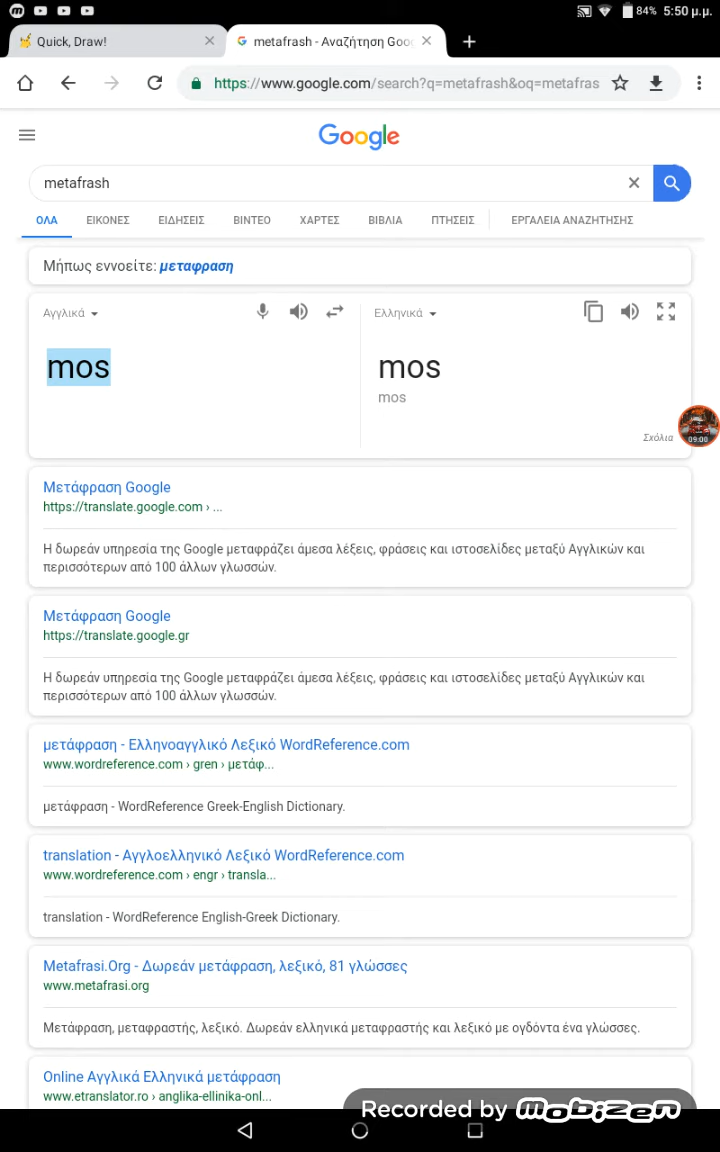 84% 5:50 μ.μ.
Quick, Draw!
metafrash - Αναζήτηση Goo
https://www.google.com/search?q=metafrash&oq=metafras
Google
metafrash
ΟΛΑ ΕΙΚΟΝΕΣ ΕΙΔΗΣΕΙΣ ΒΙΝΤΕΟ ΧΑΡΤΕΣ ΒΙΒΛΙΑ ΠΤΗΣΕΙΣ ΕΡΓΑΛΕΙΑ ΑΝΑΖΗΤΗΣΗΣ
Μήπως εννοείτε: μεταφραση
Αγγλικά
mos
Ελληνικά
mos
mos
09:00
Σχόλια
Μετάφραση Google
https://translate.google.com › ...
Η δωρεάν υπηρεσία της Google μεταφράζει άμεσα λέξεις, φράσεις και ιστοσελίδες μεταξύ Αγγλικών και
περισσότερων από 100 άλλων γλωσσών.
Μετάφραση Google
https://translate.google.gr
Η δωρεάν υπηρεσία της Google μεταφράζει άμεσα λέξεις, φράσεις και ιστοσελίδες μεταξύ Αγγλικών και
περισσότερων από 100 άλλων γλωσσών.
μετάφραση - Ελληνοαγγλικό Λεξικό WordReference.com
www.wordreference.com › gren › μετάφ...
μετάφραση - WordReference Greek-English Dictionary.
translation - Αγγλοελληνικό Λεξικό WordReference.com
www.wordreference.com › engr › transla...
translation - WordReference English-Greek Dictionary.
Metafrasi.Org - Δωρεάν μετάφραση, λεξικό, 81 γλώσσες
www.metafrasi.org
Μετάφραση, μεταφραστής, λεξικό. Δωρεάν ελληνικά μεταφραστής και λεξικό με ογδόντα ένα γλώσσες.
Online Αγγλικά Ελληνικά μετάφραση
www.etranslator.ro › anglika-ellinika-onl...
Recorded by mobizen